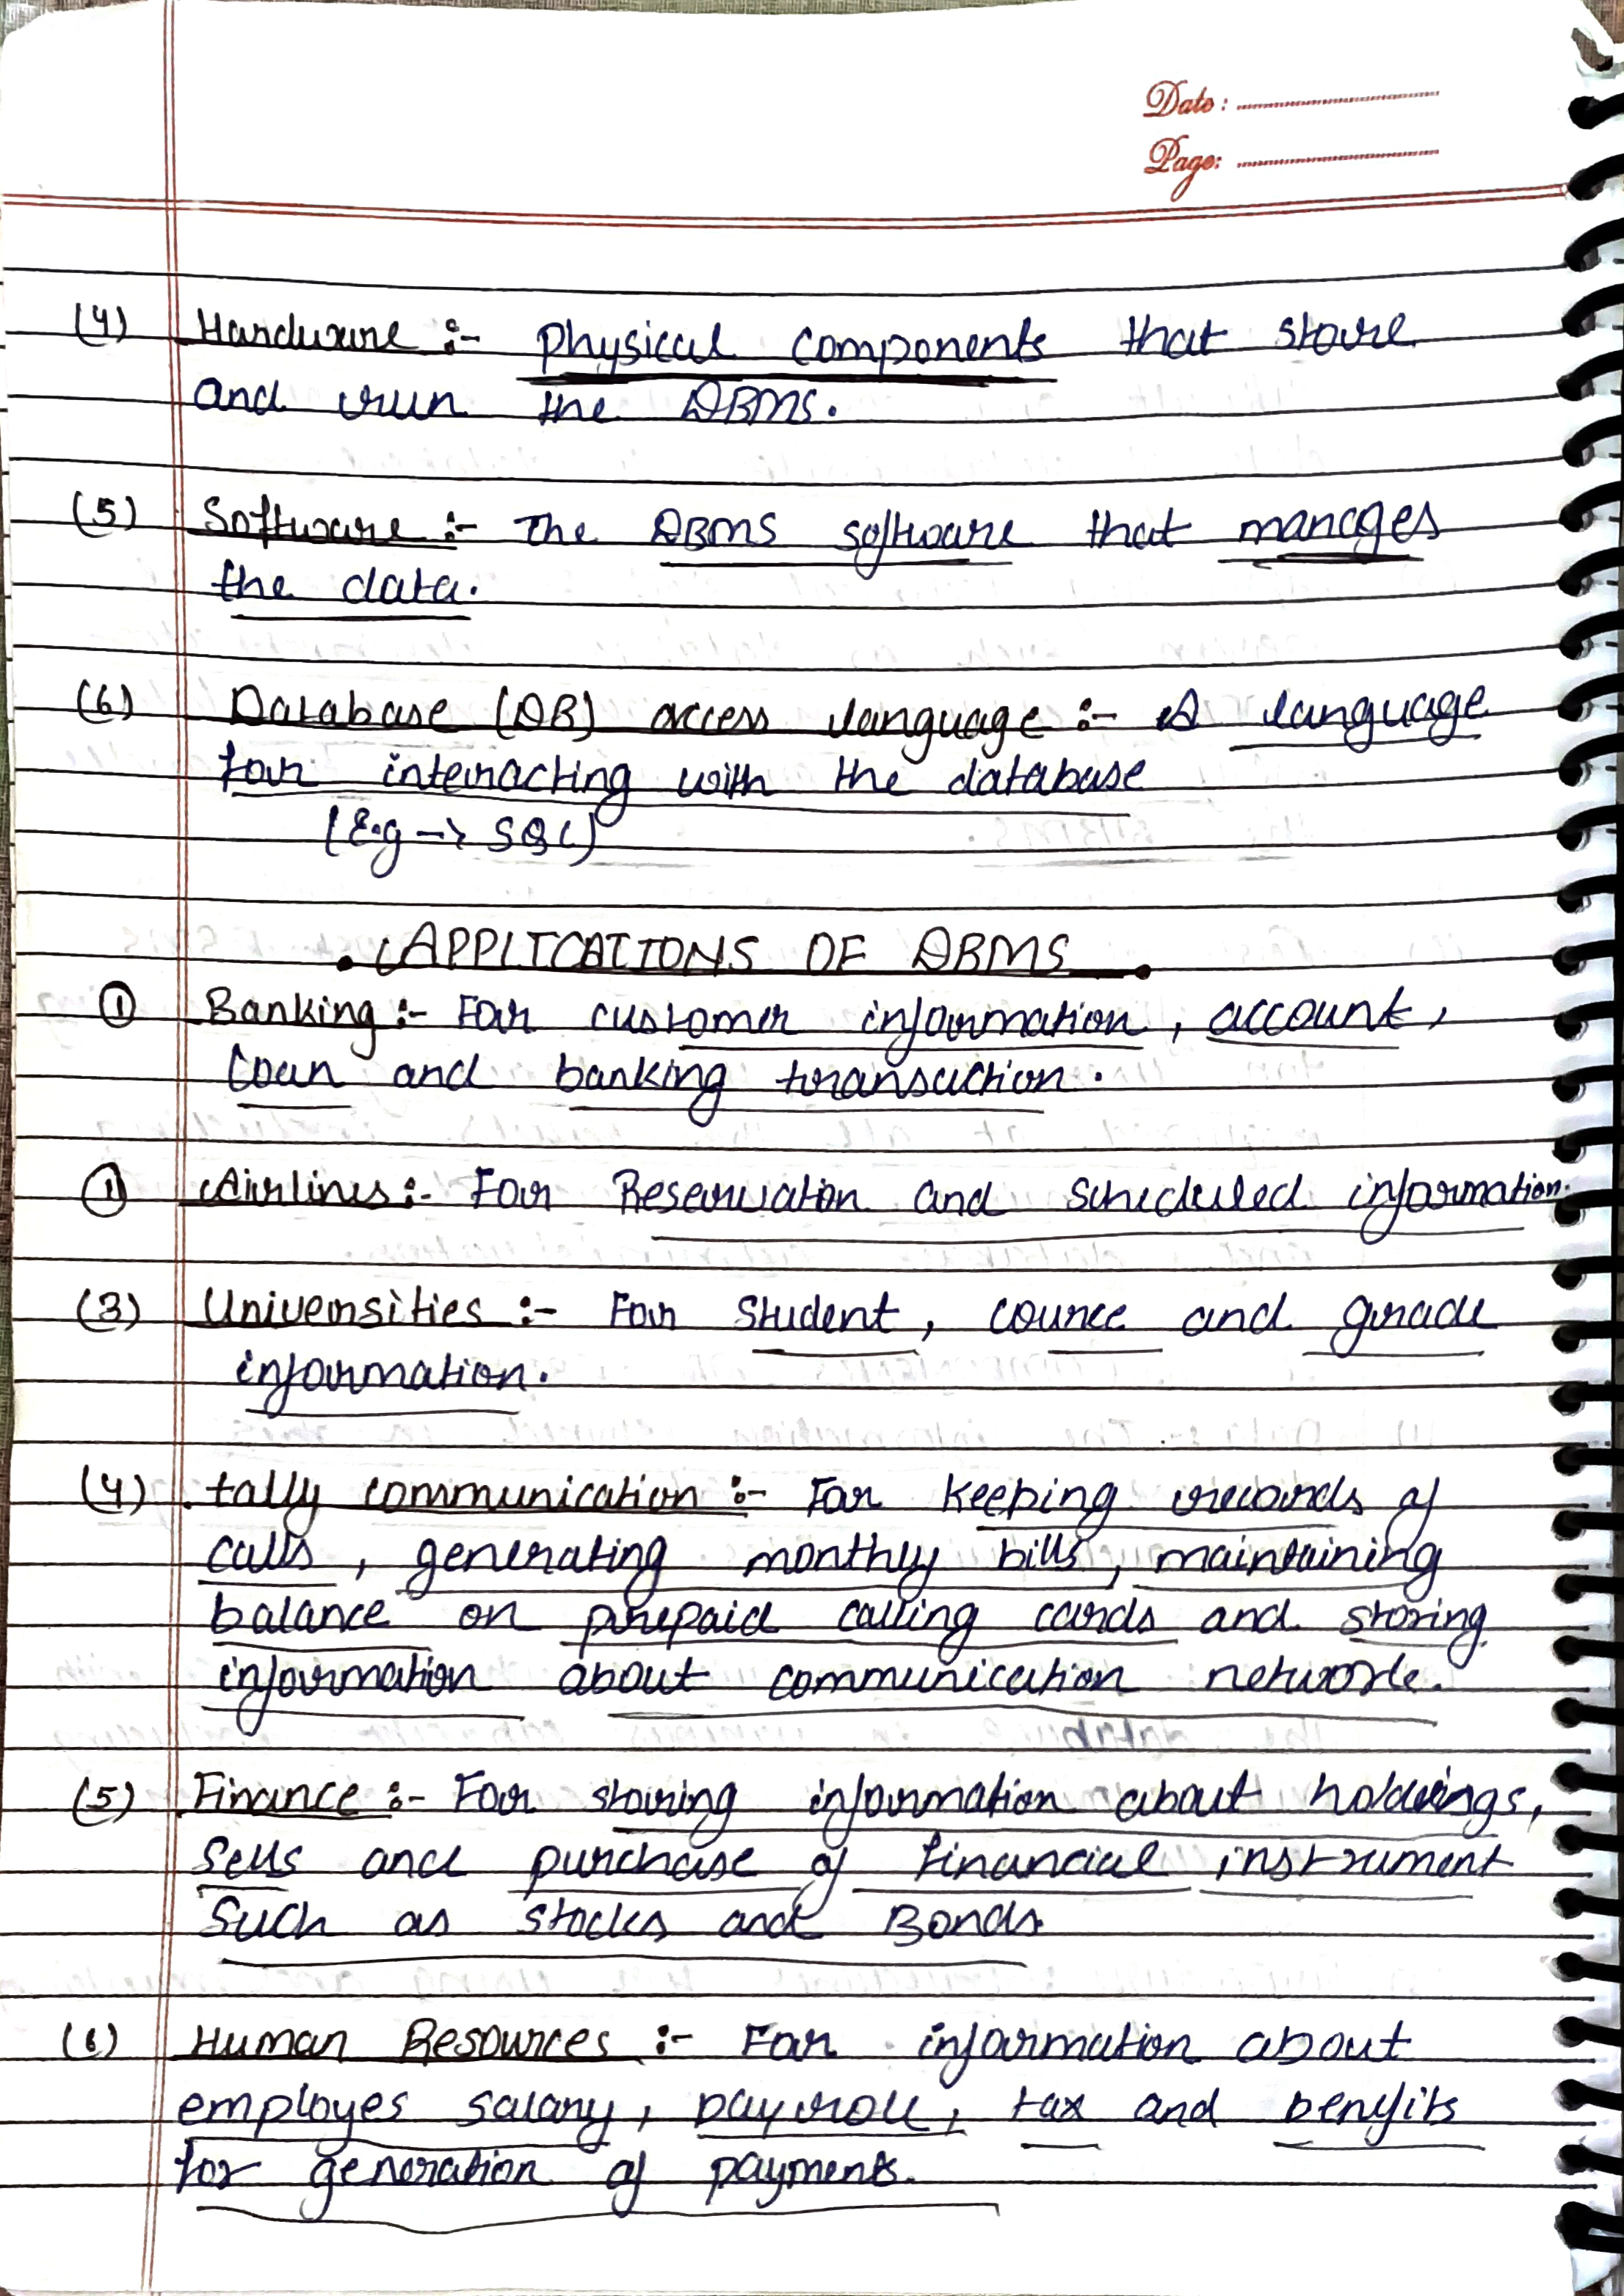 Date :
Page:
(4) Hardware :- Physical components that store
and run the DBMS.
(5) Software :- The DBMS software that manages
the data.
(6) Database (DB) access language :- A language
for interacting with the database
(E.g → SQL)
. APPLICATIONS OF DBMS .
① Banking :- For customer information , account ,
Loan and banking transaction .
① Airlines :- For Reservation and scheduled information.
(3) Universities :- For student , cource and grade
information .
(4) tally communication :- For keeping records of
calls , generating monthly bills , maintaining
balance on prepaid calling cards and storing
information about communication network.
(5) Finance :- For storing information about holdings ,
sells and purchase of financial instrument
such as stocks and Bonds.
(6) Human Resources :- For information about
employes salary , payroll , tax and benefits
for generation of payments.